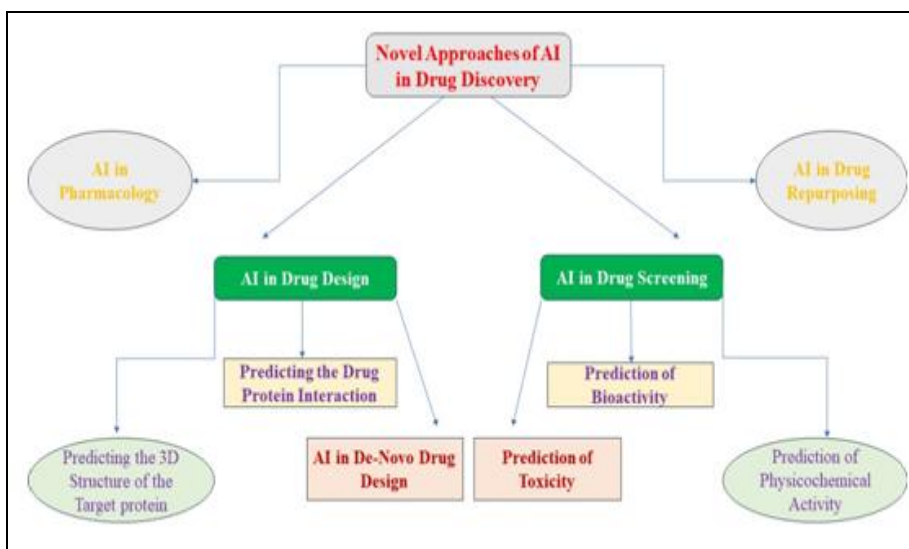 Novel Approaches of AI
in Drug Discovery
AI in
Pharmacology
AI in Drug
Repurposing
AI in Drug Design
AI in Drug Screening
Predicting the Drug
Protein Interaction
Prediction of
Bioactivity
Predicting the 3D
Structure of the
Target protein
AI in De-Novo Drug
Design
Prediction of
Toxicity
Prediction of
Physicochemical
Activity